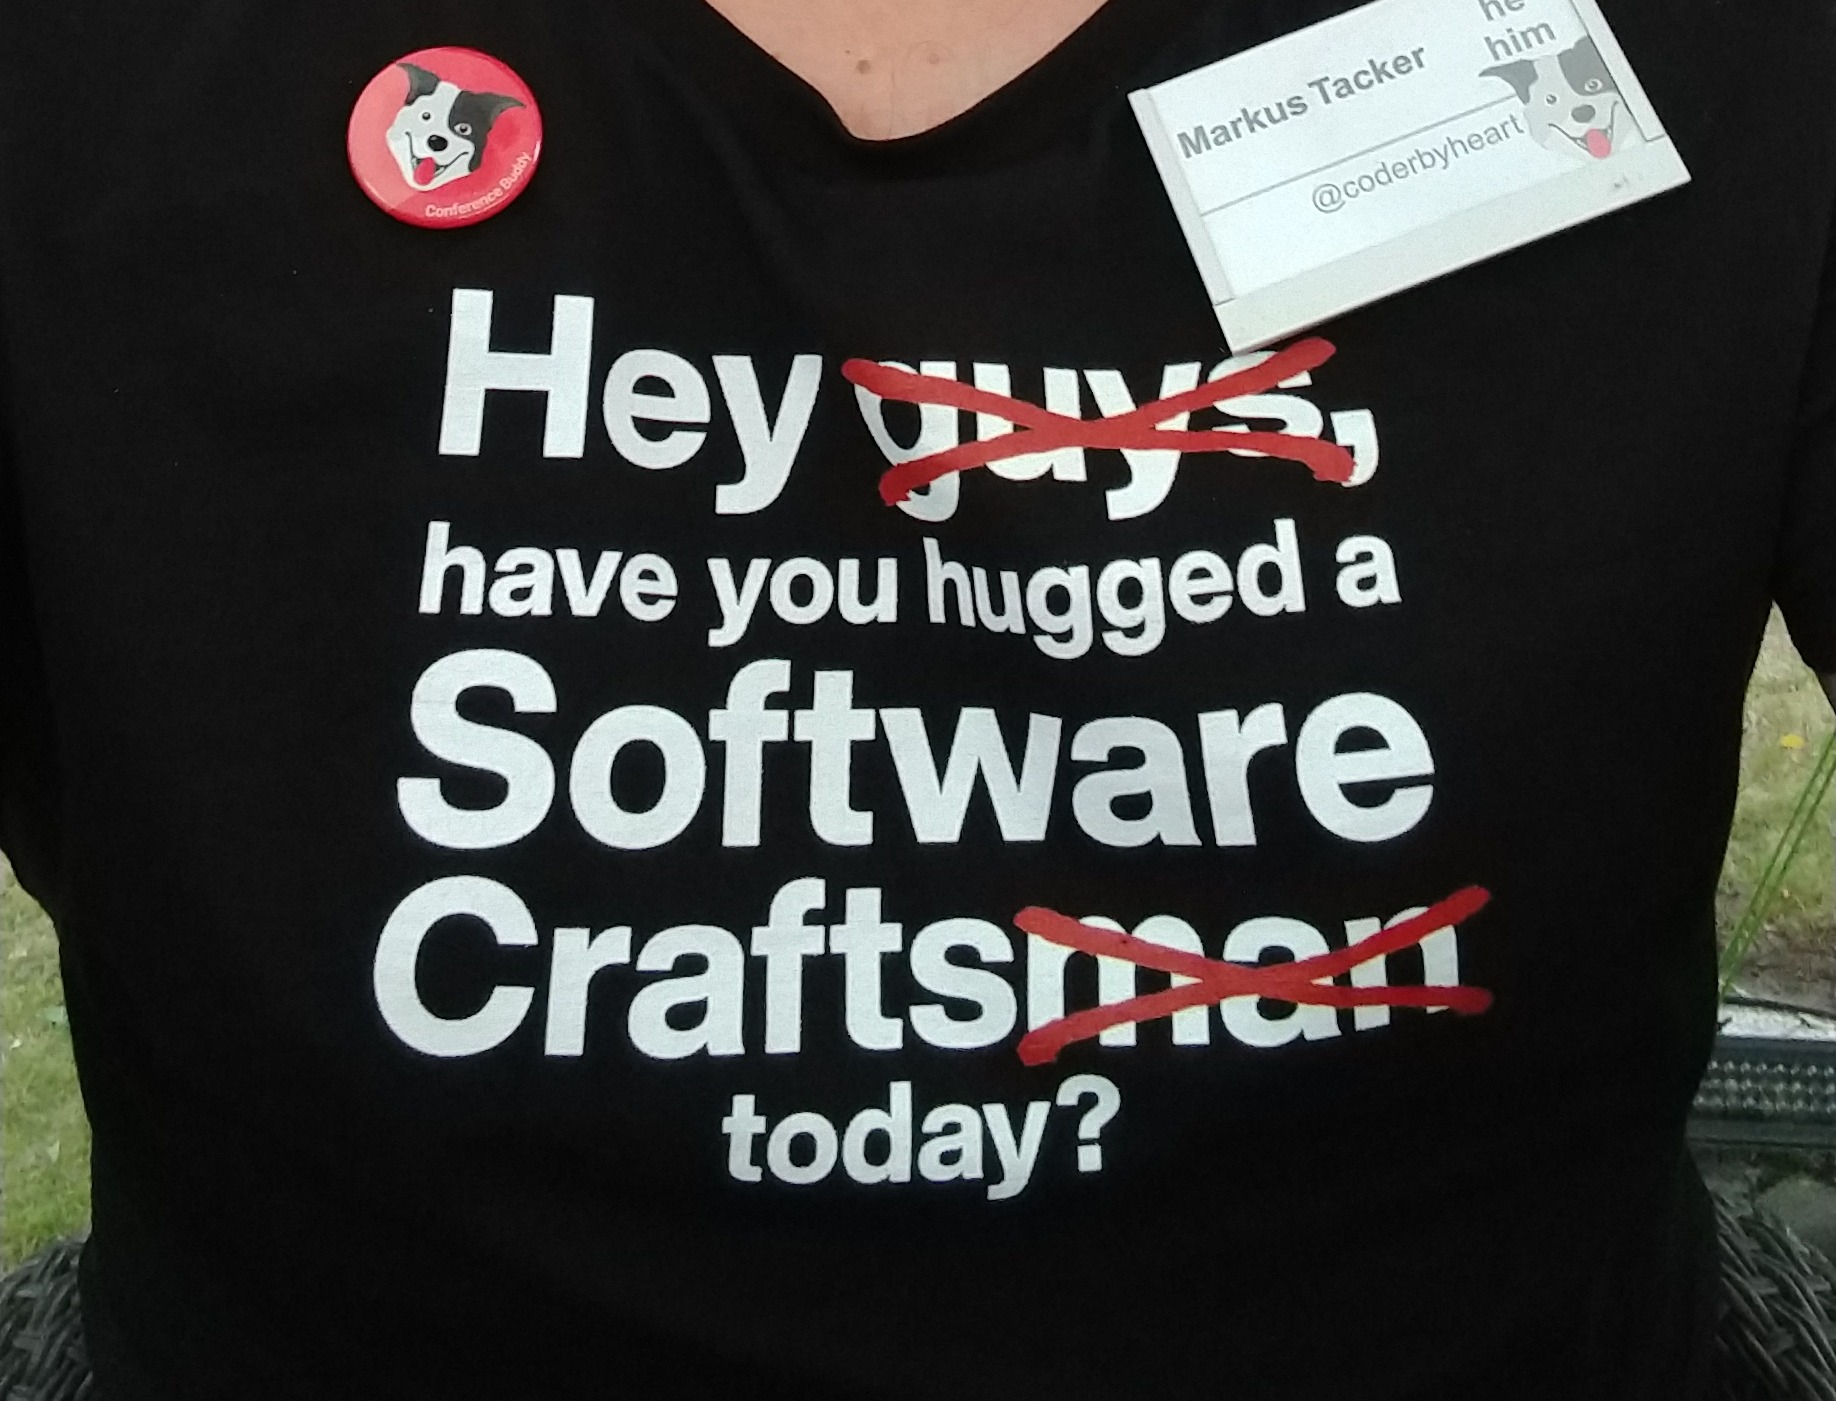 Conference Buddy
he
him
Markus Tacker
@coderbyheart
Hey guys,
have you hugged a
Software
Craftsman
today?